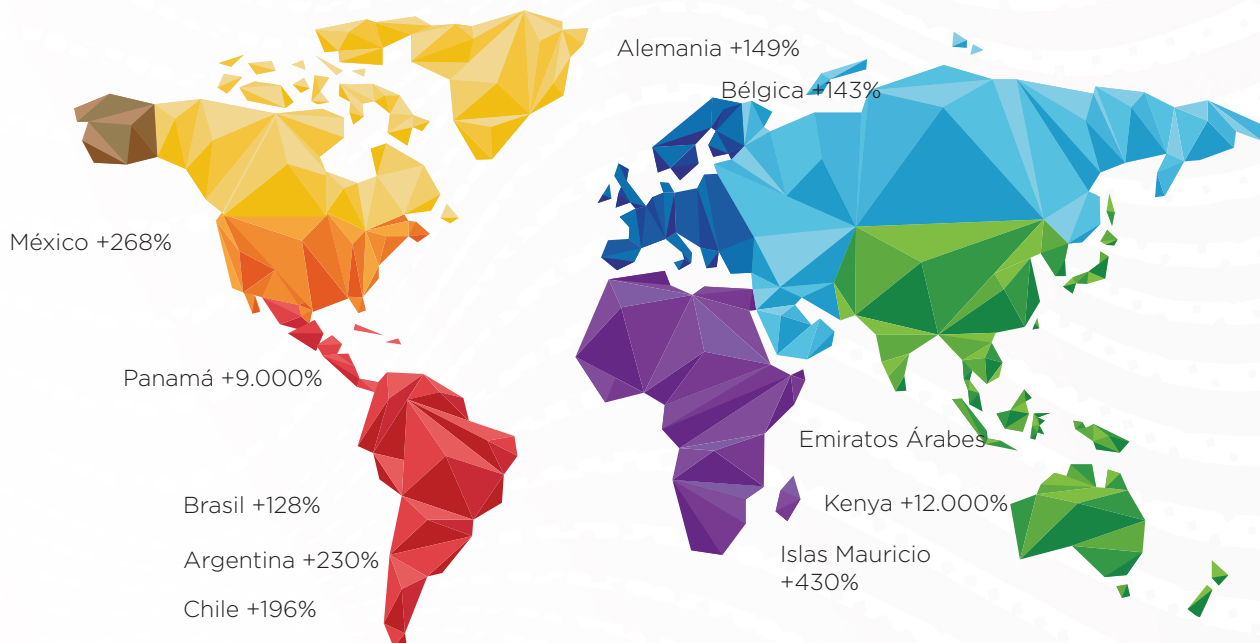 Alemania +149%
Bélgica +143%
México +268%
Panamá +9.000%
Emiratos Árabes
Brasil +128%
Kenya +12.000%
Argentina +230%
Islas Mauricio
+430%
Chile +196%